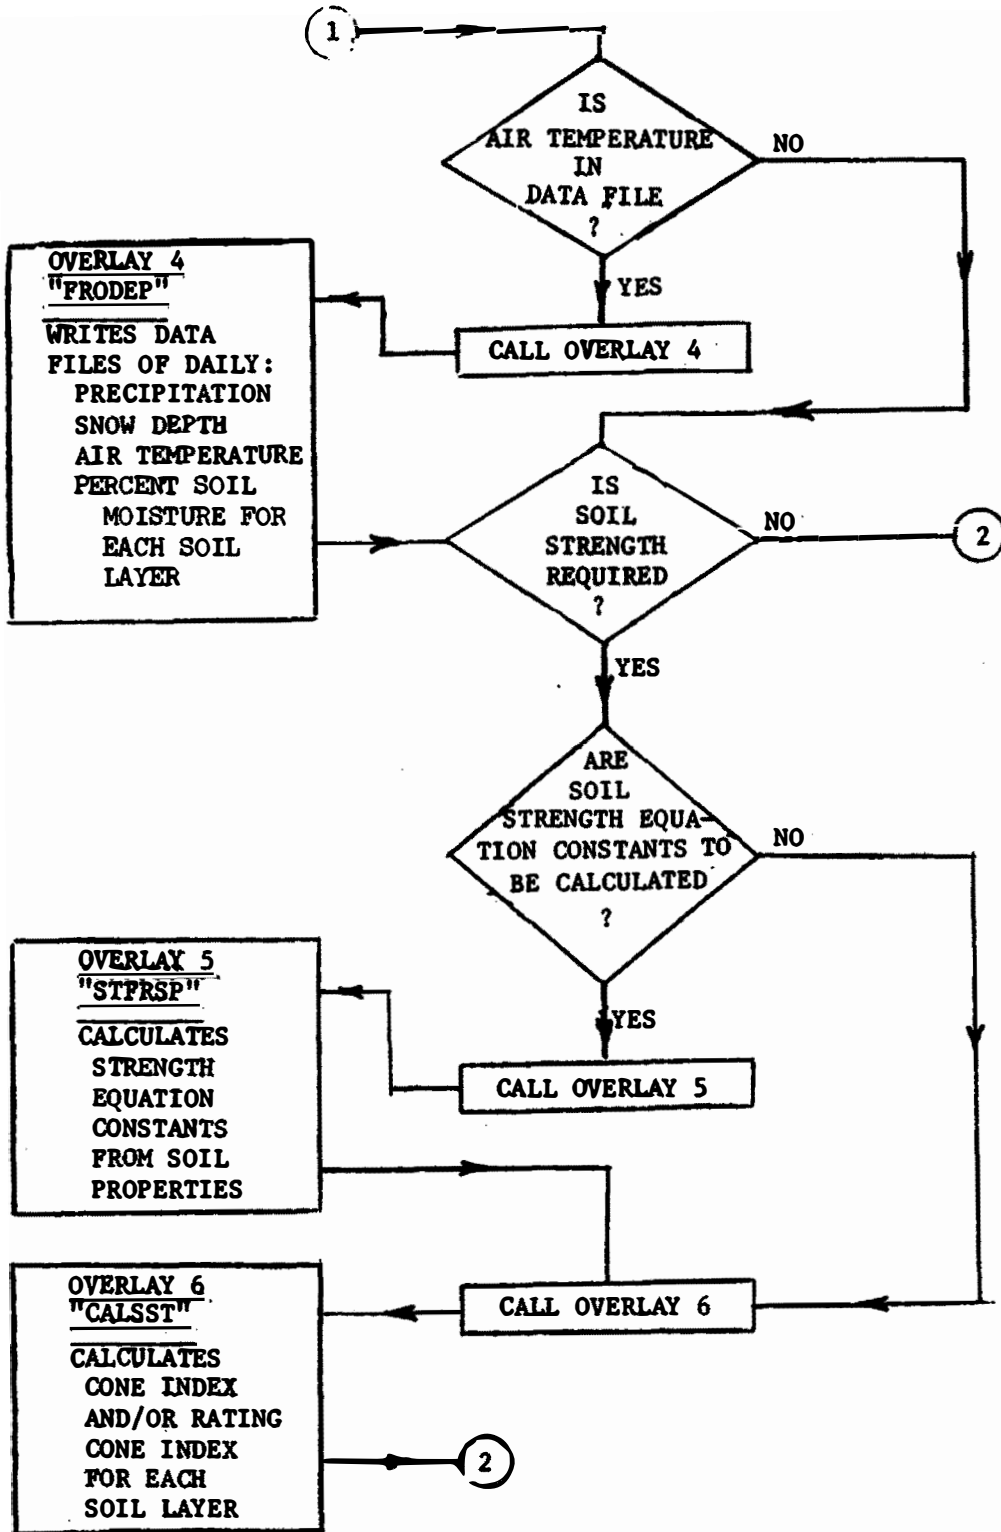 1
IS
AIR TEMPERATURE
IN
DATA FILE
?
NO
YES
CALL OVERLAY 4
OVERLAY 4
"FRODEP"
WRITES DATA
FILES OF DAILY:
PRECIPITATION
SNOW DEPTH
AIR TEMPERATURE
PERCENT SOIL
MOISTURE FOR
EACH SOIL
LAYER
IS
SOIL
STRENGTH
REQUIRED
?
NO
2
YES
ARE
SOIL
STRENGTH EQUA-
TION CONSTANTS TO
BE CALCULATED
?
NO
YES
CALL OVERLAY 5
OVERLAY 5
"STFRSP"
CALCULATES
STRENGTH
EQUATION
CONSTANTS
FROM SOIL
PROPERTIES
CALL OVERLAY 6
OVERLAY 6
"CALSST"
CALCULATES
CONE INDEX
AND/OR RATING
CONE INDEX
FOR EACH
SOIL LAYER
2